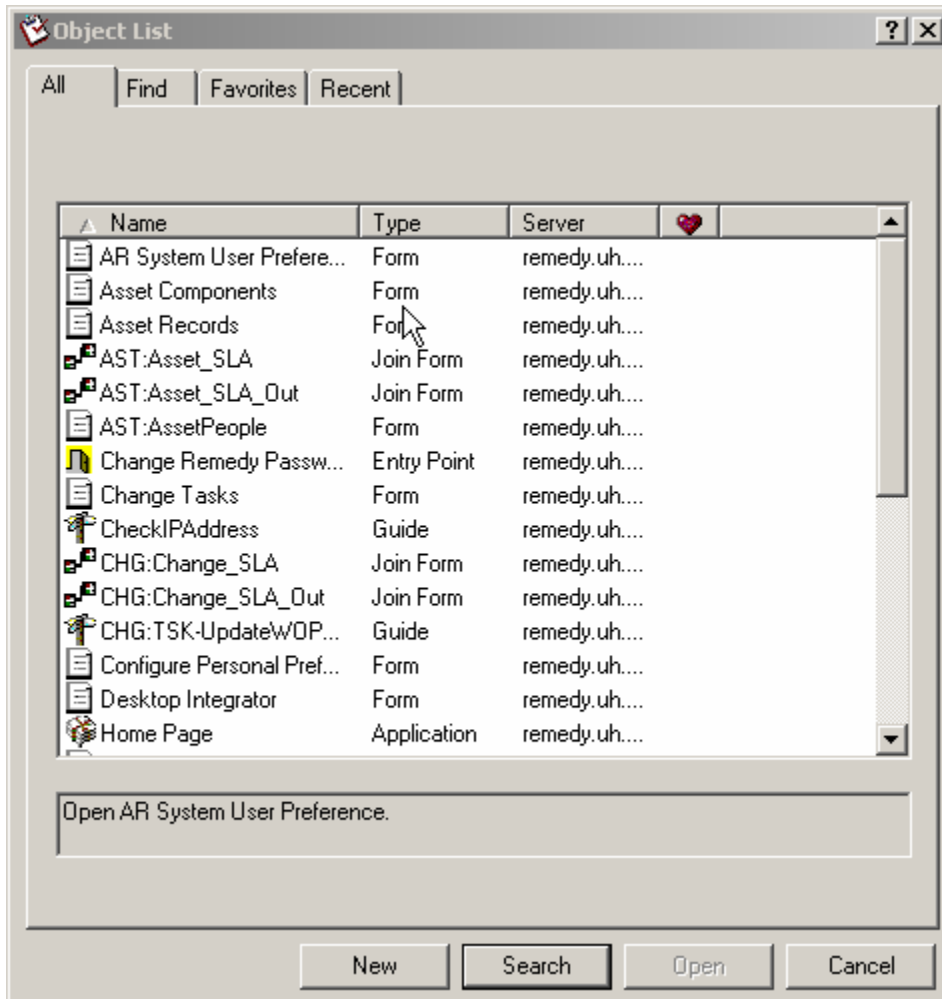 Object List
All Find Favorites Recent
Name Type Server
AR System User Prefere... Form remedy.uh....
Asset Components Form remedy.uh....
Asset Records Form remedy.uh....
AST:Asset_SLA Join Form remedy.uh....
AST:Asset_SLA_Out Join Form remedy.uh....
AST:AssetPeople Form remedy.uh....
Change Remedy Passw... Entry Point remedy.uh....
Change Tasks Form remedy.uh....
CheckIPAddress Guide remedy.uh....
CHG:Change_SLA Join Form remedy.uh....
CHG:Change_SLA_Out Join Form remedy.uh....
CHG:TSK-UpdateWOP... Guide remedy.uh....
Configure Personal Pref... Form remedy.uh....
Desktop Integrator Form remedy.uh....
Home Page Application remedy.uh....
Open AR System User Preference.
New Search Open Cancel